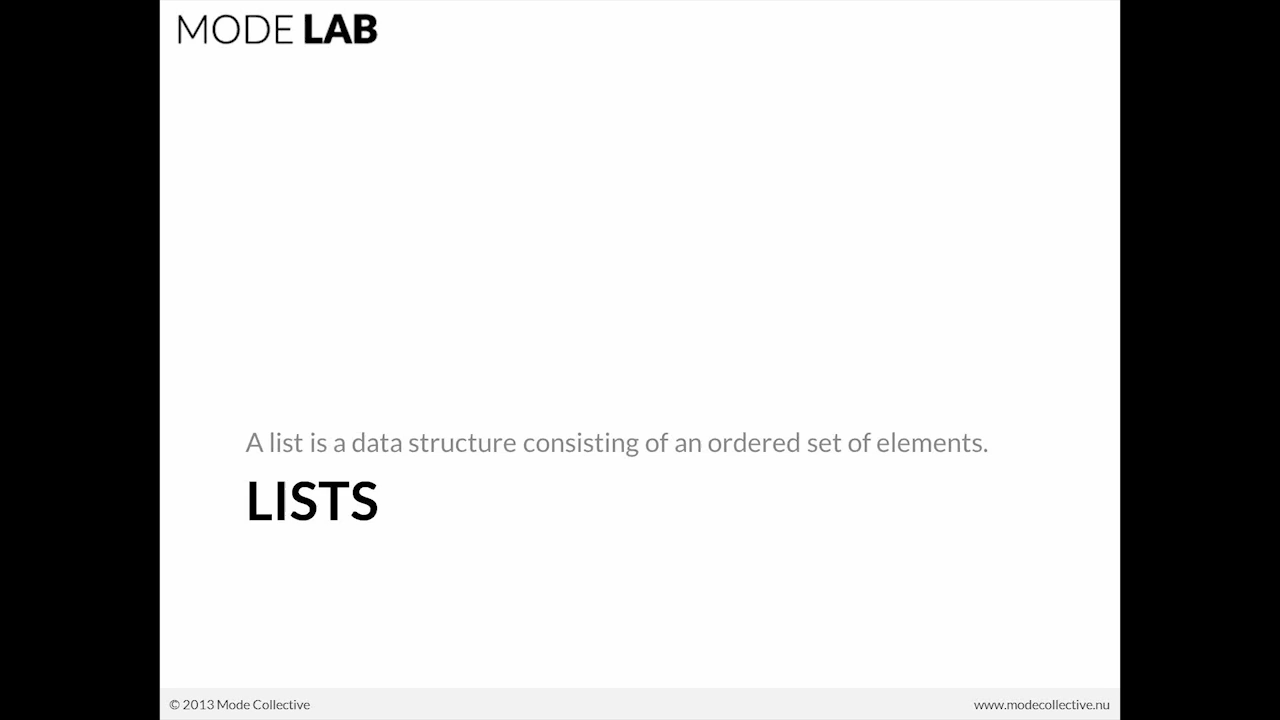 MODE LAB
A list is a data structure consisting of an ordered set of elements.
LISTS
© 2013 Mode Collective
www.modecollective.nu